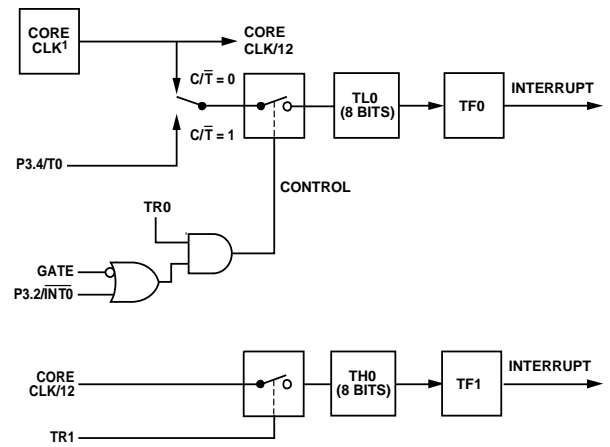 CORE
CLK¹
CORE
CLK/12
C/T̅ = 0
C/T̅ = 1
TL0
(8 BITS)
TF0
INTERRUPT
P3.4/T0
CONTROL
TR0
GATE
P3.2/I̅N̅T̅0̅
CORE
CLK/12
TH0
(8 BITS)
TF1
INTERRUPT
TR1